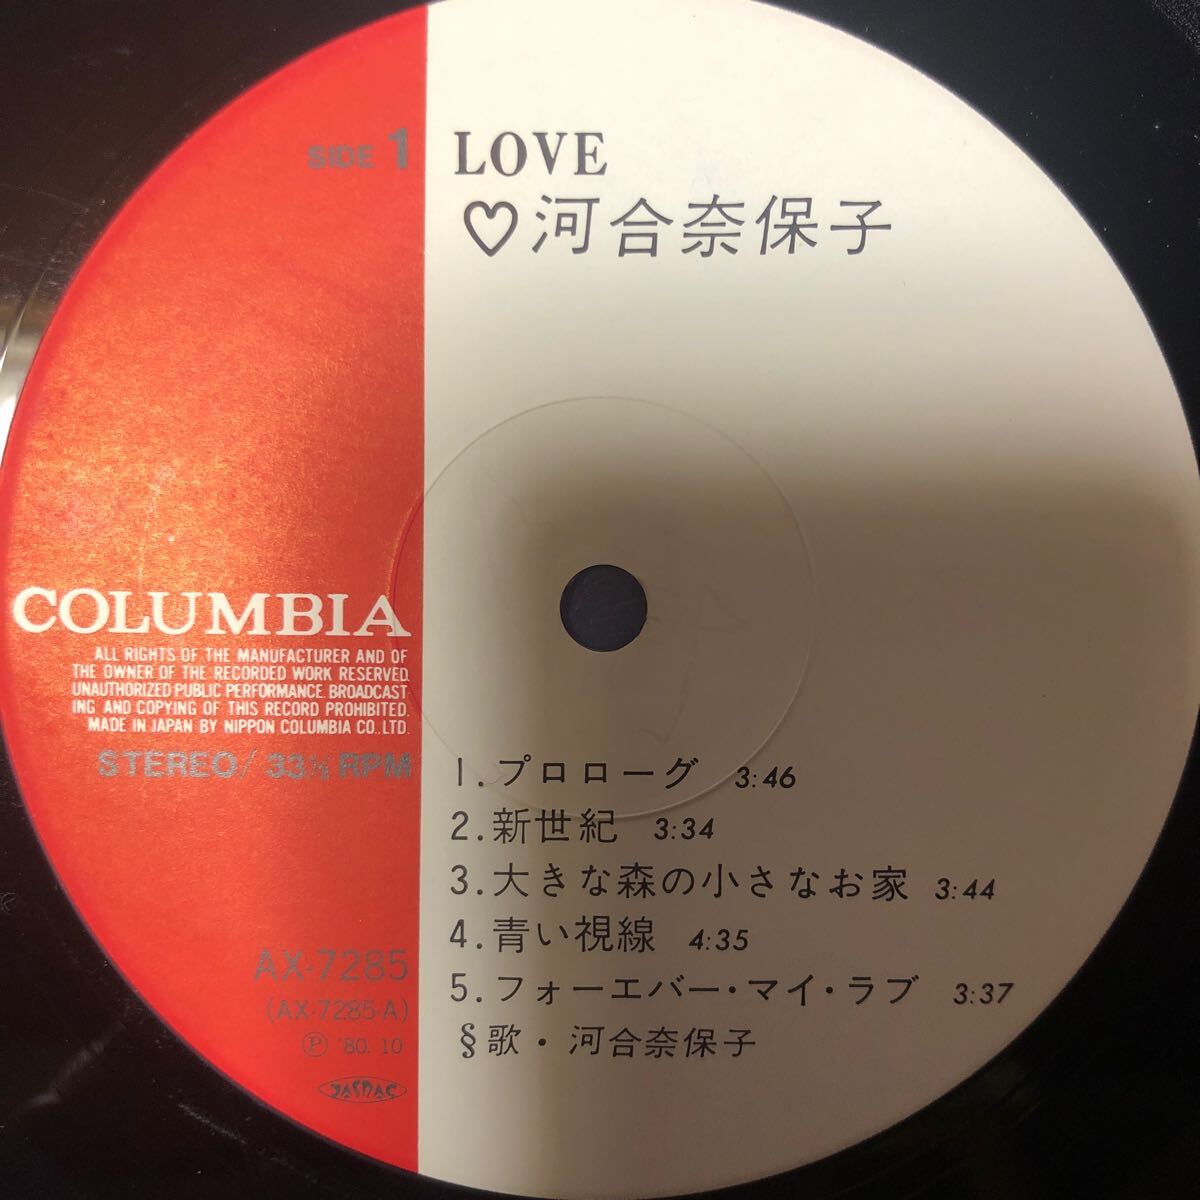 SIDE 1
LOVE
♡河合奈保子
COLUMBIA
ALL RIGHTS OF THE MANUFACTURER AND OF
THE OWNER OF THE RECORDED WORK RESERVED.
UNAUTHORIZED PUBLIC PERFORMANCE. BROADCAST
ING AND COPYING OF THIS RECORD PROHIBITED.
MADE IN JAPAN BY NIPPON COLUMBIA CO., LTD.
STEREO/33⅓ RPM
1.プロローグ 3:46
2.新世紀 3:34
3.大きな森の小さなお家 3:44
4.青い視線 4:35
5.フォーエバー・マイ・ラブ 3:37
§歌・河合奈保子
AX-7285
(AX-7285-A)
Ⓟ '80. 10
JASRAC